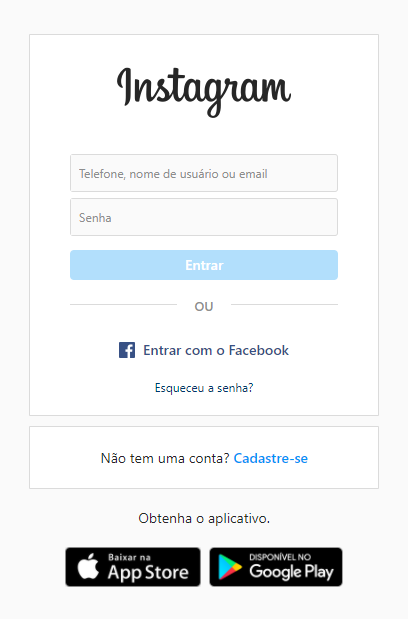 Instagram
Telefone, nome de usuário ou email
Senha
Entrar
OU
Entrar com o Facebook
Esqueceu a senha?
Não tem uma conta? Cadastre-se
Obtenha o aplicativo.
Baixar na
App Store
DISPONÍVEL NO
Google Play